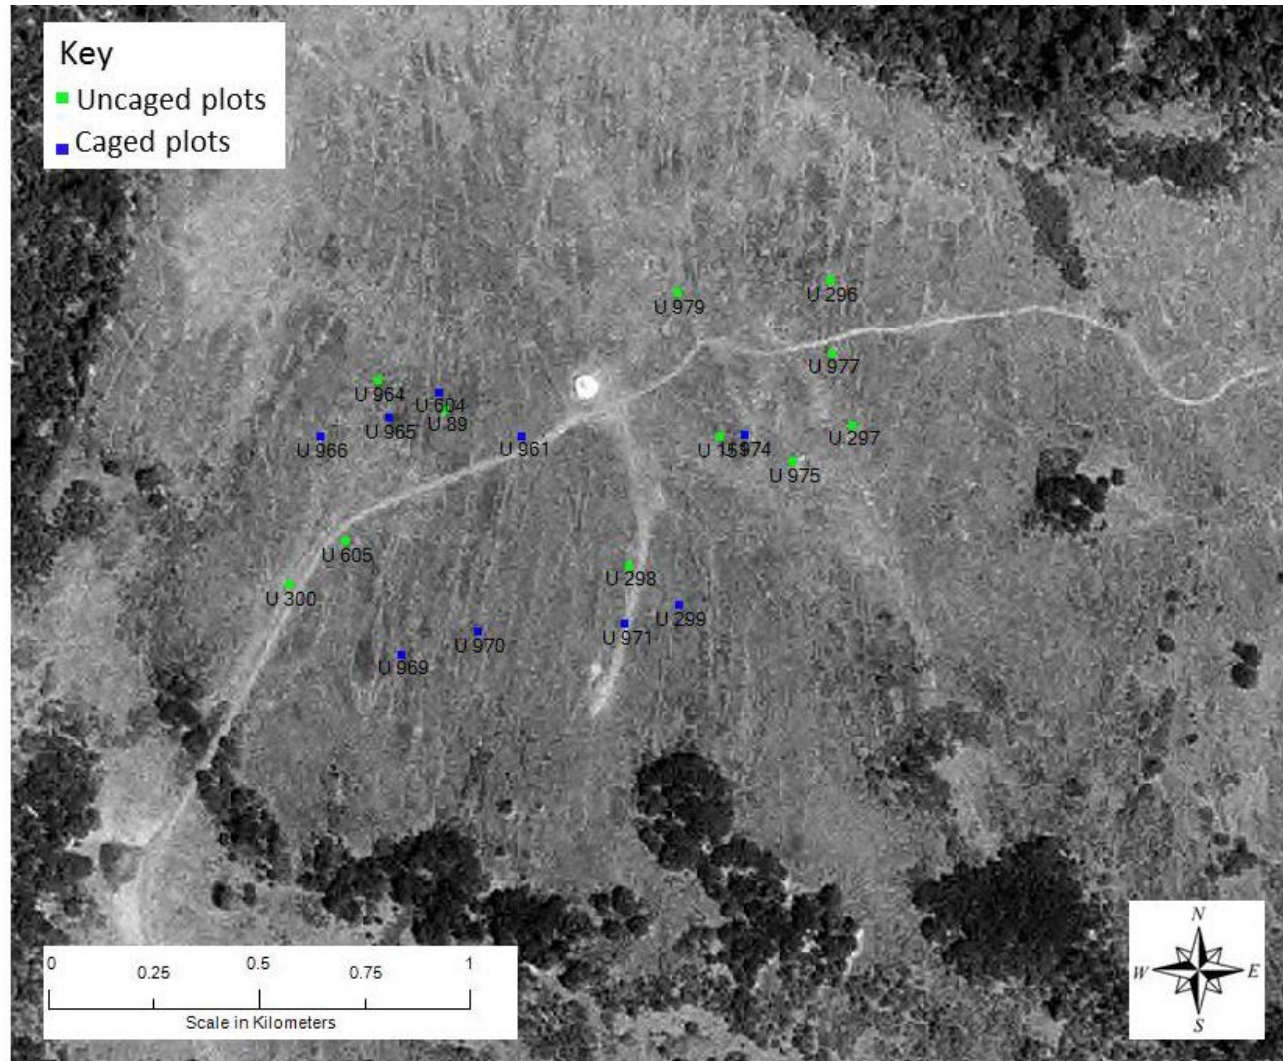 Key
Uncaged plots
Caged plots
U 296
U 979
U 977
U 964
U 604
U 89
U 965
U 297
U 966
U 961
U 974
U 975
U 605
U 298
U 300
U 299
U 971
U 970
U 969
N
W E
S
0 0.25 0.5 0.75 1
Scale in Kilometers